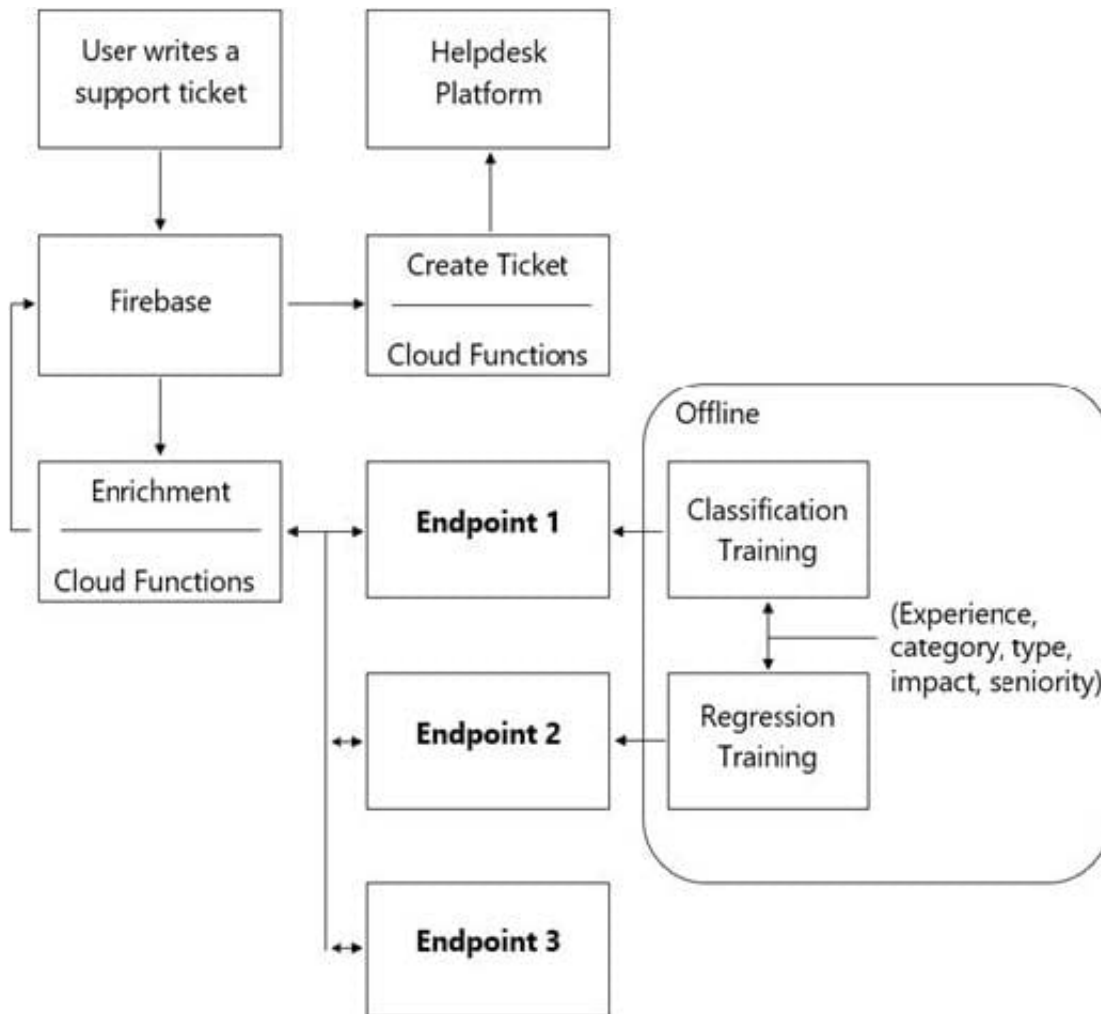 User writes a
support ticket
Helpdesk
Platform
Firebase
Create Ticket
Cloud Functions
Offline
Enrichment
Cloud Functions
Endpoint 1
Classification
Training
(Experience,
category, type,
impact, seniority)
Endpoint 2
Regression
Training
Endpoint 3